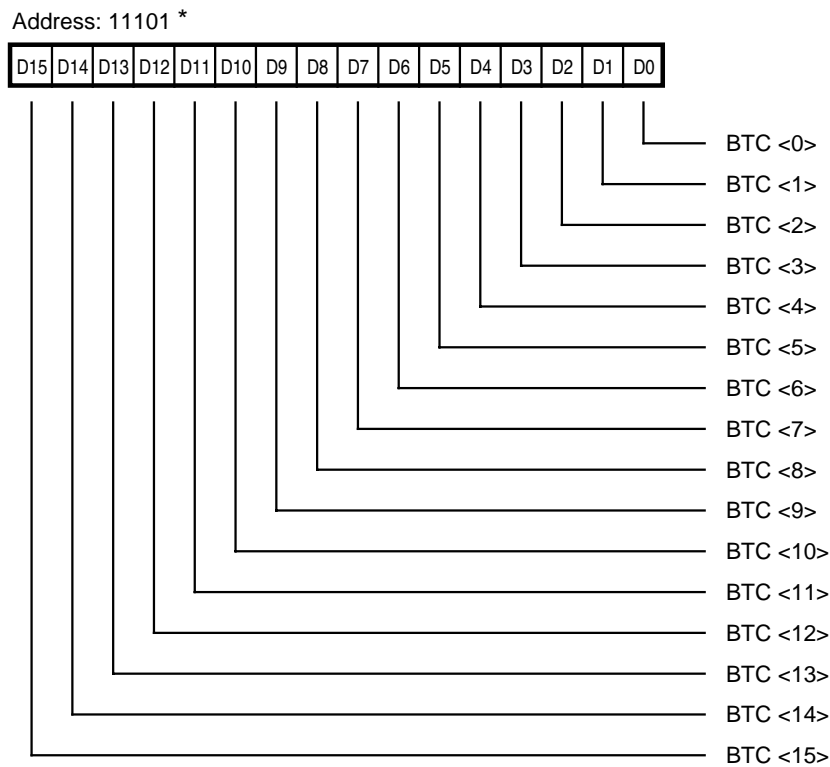 Address: 11101 *
D15 D14 D13 D12 D11 D10 D9 D8 D7 D6 D5 D4 D3 D2 D1 D0
BTC <0>
BTC <1>
BTC <2>
BTC <3>
BTC <4>
BTC <5>
BTC <6>
BTC <7>
BTC <8>
BTC <9>
BTC <10>
BTC <11>
BTC <12>
BTC <13>
BTC <14>
BTC <15>